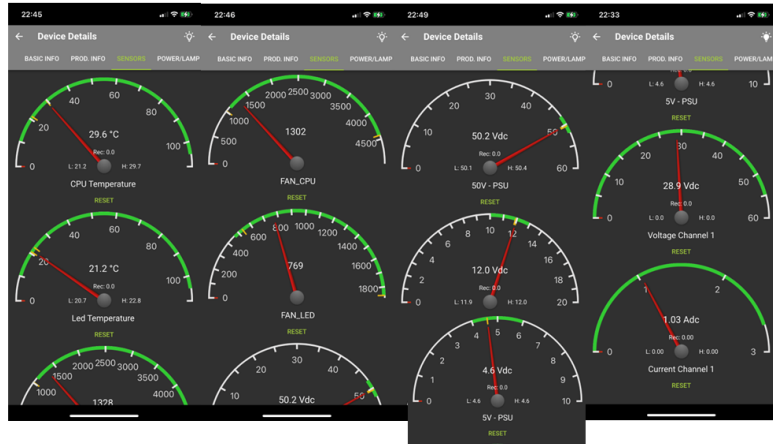 22:45
Device Details
BASIC INFO PROD. INFO SENSORS POWER/LAMP
0 20 40 60 80 100
29.6 °C
Rec: 0.0
L: 21.2 H: 29.7
CPU Temperature
RESET
0 20 40 60 80 100
21.2 °C
Rec: 0.0
L: 20.7 H: 22.8
Led Temperature
RESET
1000 1500 2000 2500 3000 3500 4000
1328
22:46
Device Details
BASIC INFO PROD. INFO SENSORS POWER/LAMP
0 500 1000 1500 2000 2500 3000 3500 4000 4500
1302
FAN_CPU
RESET
0 200 400 600 800 1000 1200 1400 1600 1800
769
FAN_LED
RESET
10 20 30 40 50
50.2 Vdc
22:49
Device Details
BASIC INFO PROD. INFO SENSORS POWER/LAMP
0 10 20 30 40 50 60
50.2 Vdc
Rec: 0.0
L: 50.1 H: 50.4
50V - PSU
RESET
0 2 4 6 8 10 12 14 16 18 20
12.0 Vdc
Rec: 0.0
L: 11.9 H: 12.0
RESET
0 1 2 3 4 5 6 7 8 9 10
4.6 Vdc
Rec: 0.0
L: 4.6 H: 4.6
5V - PSU
RESET
22:33
Device Details
BASIC INFO PROD. INFO SENSORS POWER/LAMP
0 10
L: 4.6 H: 4.6
5V - PSU
RESET
0 10 20 30 40 50 60
28.9 Vdc
Rec: 0.0
L: 0.0 H: 0.0
Voltage Channel 1
RESET
0 1 2 3
1.03 Adc
Rec: 0.00
L: 0.00 H: 0.00
Current Channel 1
RESET